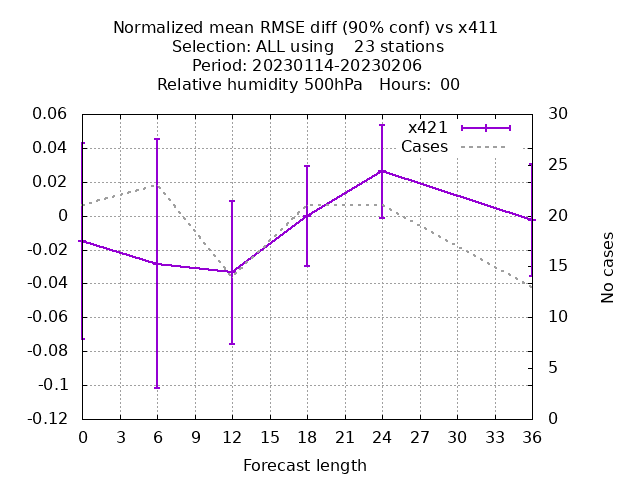 Normalized mean RMSE diff (90% conf) vs x411
Selection: ALL using    23 stations
Period: 20230114-20230206
Relative humidity 500hPa   Hours:  00
x421
Cases
0.06
0.04
0.02
0
-0.02
-0.04
-0.06
-0.08
-0.1
-0.12
30
25
20
15
10
5
0
No cases
0 3 6 9 12 15 18 21 24 27 30 33 36
Forecast length